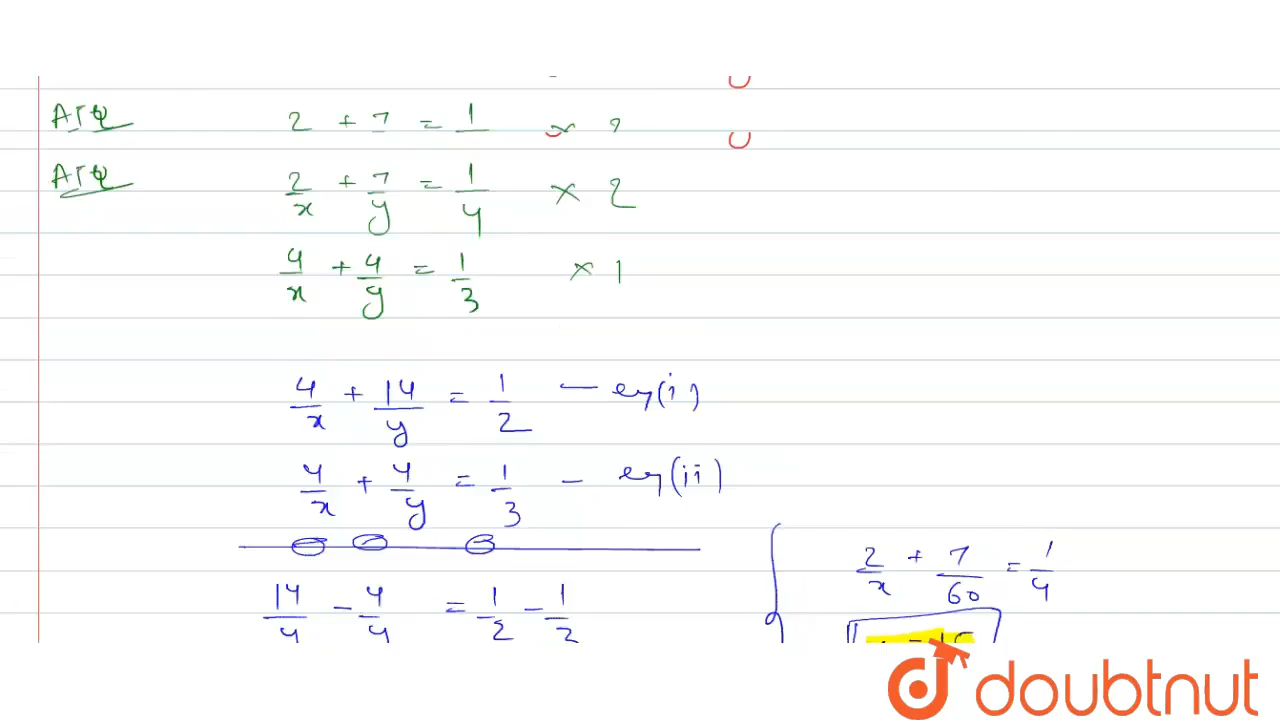 ATQ 2 + 7 = 1 × 2
ATQ 2/x + 7/y = 1/4 × 2
4/x + 4/y = 1/3 × 1
4/x + 14/y = 1/2 — eq(i)
4/x + 4/y = 1/3 — eq(ii)
14/y - 4/y = 1/2 - 1/
2/x + 7/60 = 1/4
doubtnut